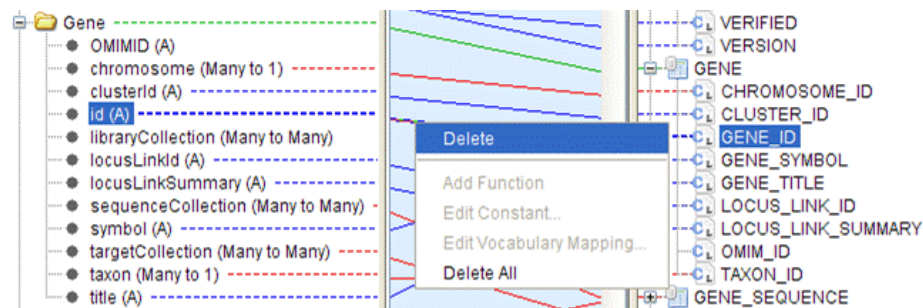 Gene
OMIMID (A)
chromosome (Many to 1)
clusterId (A)
id (A)
libraryCollection (Many to Many)
locusLinkId (A)
locusLinkSummary (A)
sequenceCollection (Many to Many)
symbol (A)
targetCollection (Many to Many)
taxon (Many to 1)
title (A)
Delete
Add Function
Edit Constant...
Edit Vocabulary Mapping...
Delete All
VERIFIED
VERSION
GENE
CHROMOSOME_ID
CLUSTER_ID
GENE_ID
GENE_SYMBOL
GENE_TITLE
LOCUS_LINK_ID
LOCUS_LINK_SUMMARY
OMIM_ID
TAXON_ID
GENE_SEQUENCE